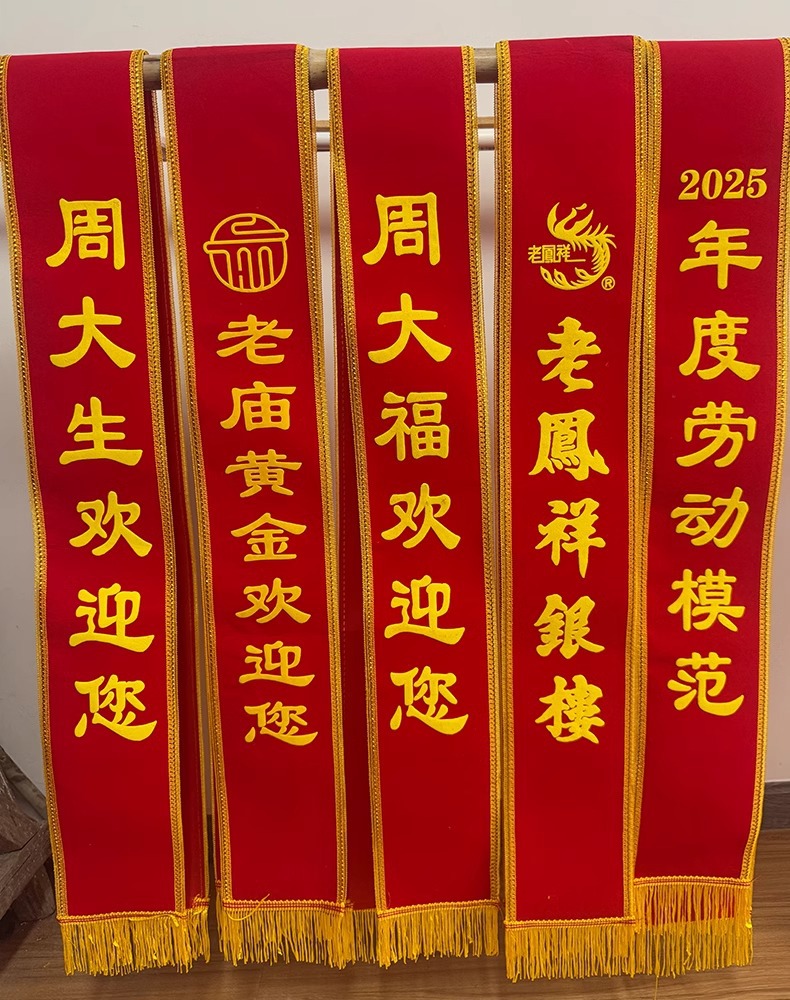 周大生欢迎您
老庙黄金欢迎您
周大福欢迎您
老鳳祥
®
老鳳祥銀樓
2025
年度劳动模范